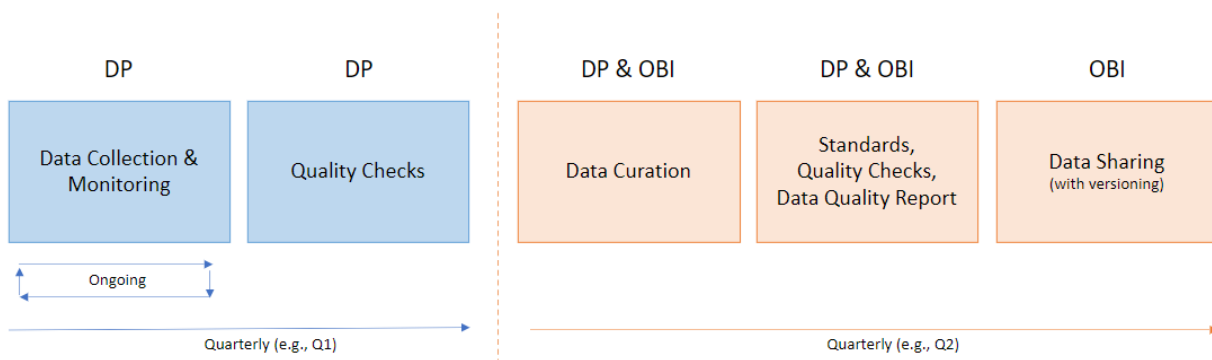 DP
DP
DP & OBI
DP & OBI
OBI
Data Collection &
Monitoring
Quality Checks
Data Curation
Standards,
Quality Checks,
Data Quality Report
Data Sharing
(with versioning)
Ongoing
Quarterly (e.g., Q1)
Quarterly (e.g., Q2)